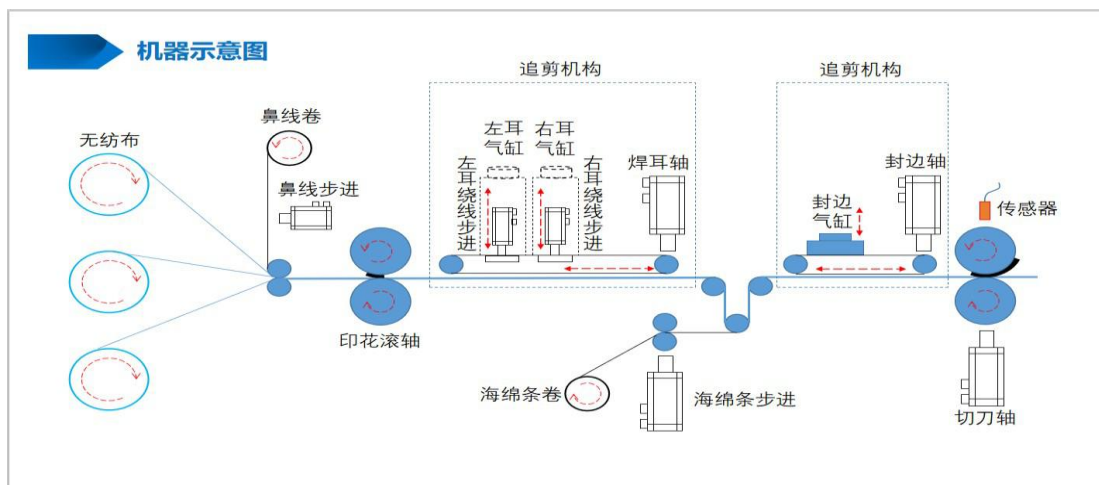 机器示意图
追剪机构
追剪机构
鼻线卷
无纺布
鼻线步进
左耳
气缸
右耳
气缸
左耳绕线步进
右耳绕线步进
焊耳轴
封边轴
封边
气缸
传感器
印花滚轴
海绵条卷
海绵条步进
切刀轴